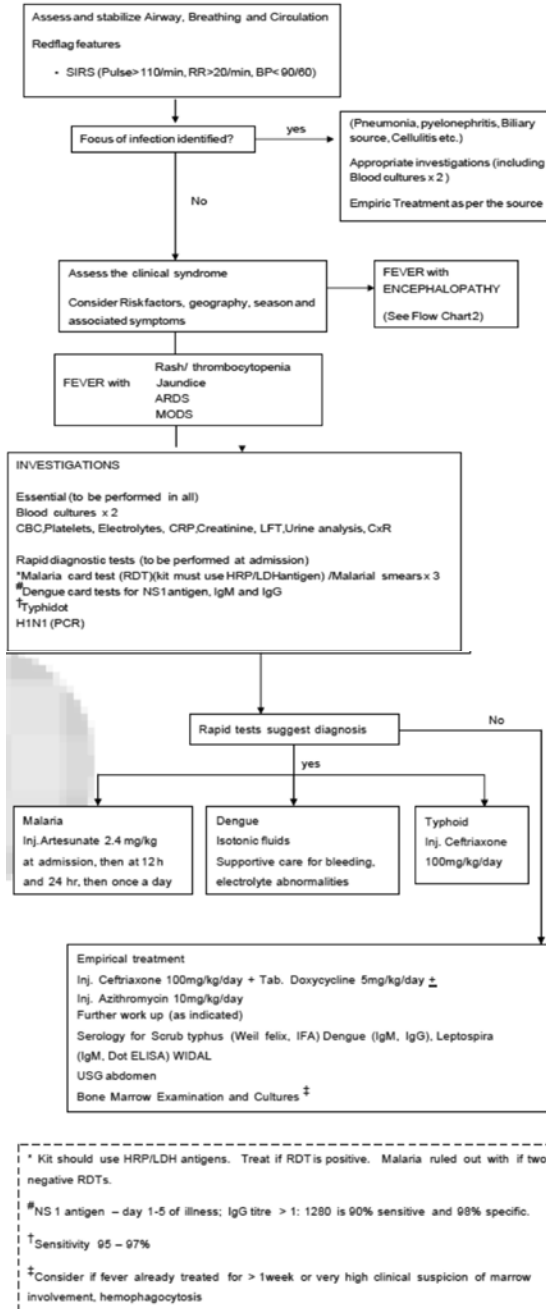 Assess and stabilize Airway, Breathing and Circulation
Redflag features
• SIRS (Pulse>110/min, RR>20/min, BP<90/60)
Focus of infection identified?
yes
(Pneumonia, pyelonephritis, Biliary
source, Cellulitis etc.)
Appropriate investigations (including
Blood cultures x 2 )
Empiric Treatment as per the source
No
Assess the clinical syndrome
Consider Risk factors, geography, season and
associated symptoms
FEVER with
ENCEPHALOPATHY
(See Flow Chart 2)
Rash/ thrombocytopenia
FEVER with Jaundice
ARDS
MODS
INVESTIGATIONS
Essential (to be performed in all)
Blood cultures x 2
CBC,Platelets, Electrolytes, CRP,Creatinine, LFT,Urine analysis, CxR
Rapid diagnostic tests (to be performed at admission)
*Malaria card test (RDT)(kit must use HRP/LDH antigen) /Malarial smears x 3
#Dengue card tests for NS1 antigen, IgM and IgG
†Typhidot
H1N1 (PCR)
Rapid tests suggest diagnosis
No
yes
Malaria
Inj.Artesunate 2.4 mg/kg
at admission, then at 12 h
and 24 hr, then once a day
Dengue
Isotonic fluids
Supportive care for bleeding,
electrolyte abnormalities
Typhoid
Inj. Ceftriaxone
100mg/kg/day
Empirical treatment
Inj. Ceftriaxone 100mg/kg/day + Tab. Doxycycline 5mg/kg/day ±
Inj. Azithromycin 10mg/kg/day
Further work up (as indicated)
Serology for Scrub typhus (Weil felix, IFA) Dengue (IgM, IgG), Leptospira
(IgM, Dot ELISA) WIDAL
USG abdomen
Bone Marrow Examination and Cultures ‡
* Kit should use HRP/LDH antigens. Treat if RDT is positive. Malaria ruled out with if two
negative RDTs.
#NS 1 antigen – day 1-5 of illness; IgG titre > 1: 1280 is 90% sensitive and 98% specific.
†Sensitivity 95 – 97%
‡Consider if fever already treated for > 1week or very high clinical suspicion of marrow
involvement, hemophagocytosis